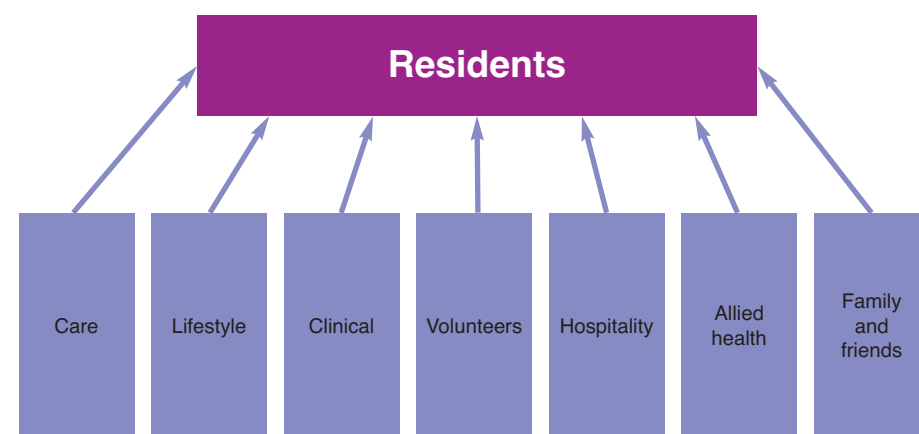 Residents
Care
Lifestyle
Clinical
Volunteers
Hospitality
Allied
health
Family
and
friends